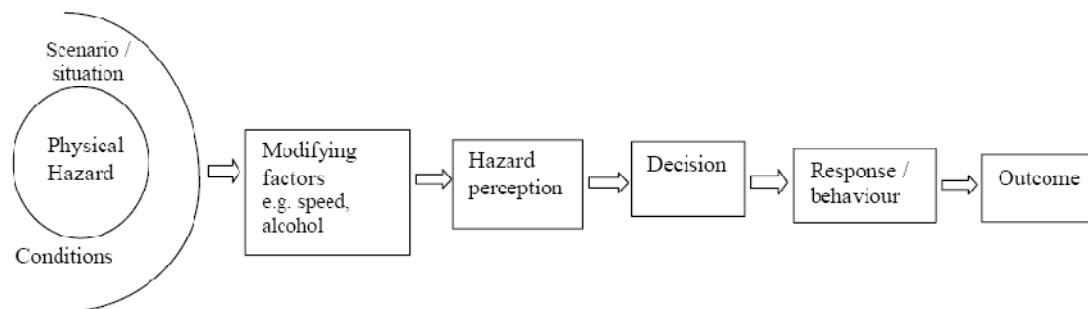 Scenario /
situation
Physical
Hazard
Conditions
Modifying
factors
e.g. speed,
alcohol
Hazard
perception
Decision
Response /
behaviour
Outcome